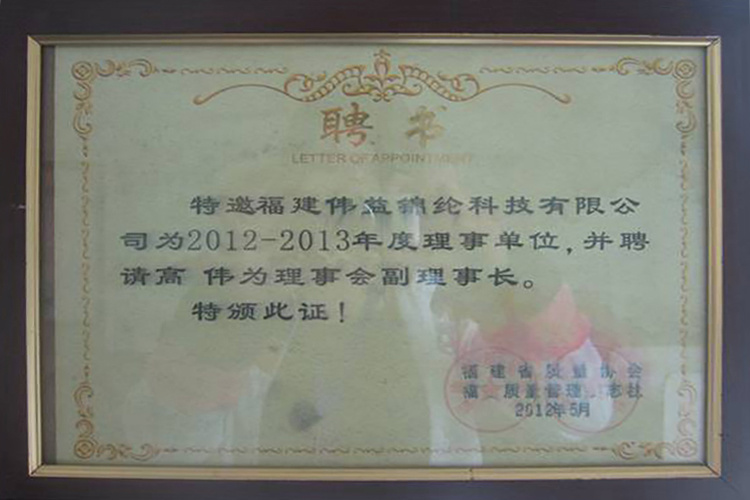 聘书
LETTER OF APPOINTMENT
特邀福建伟益锦纶科技有限公
司为2012-2013年度理事单位,并聘
请高 伟为理事会副理事长。
特颁此证!
福建省质量协会
福 质量管理 志社
2012年5月